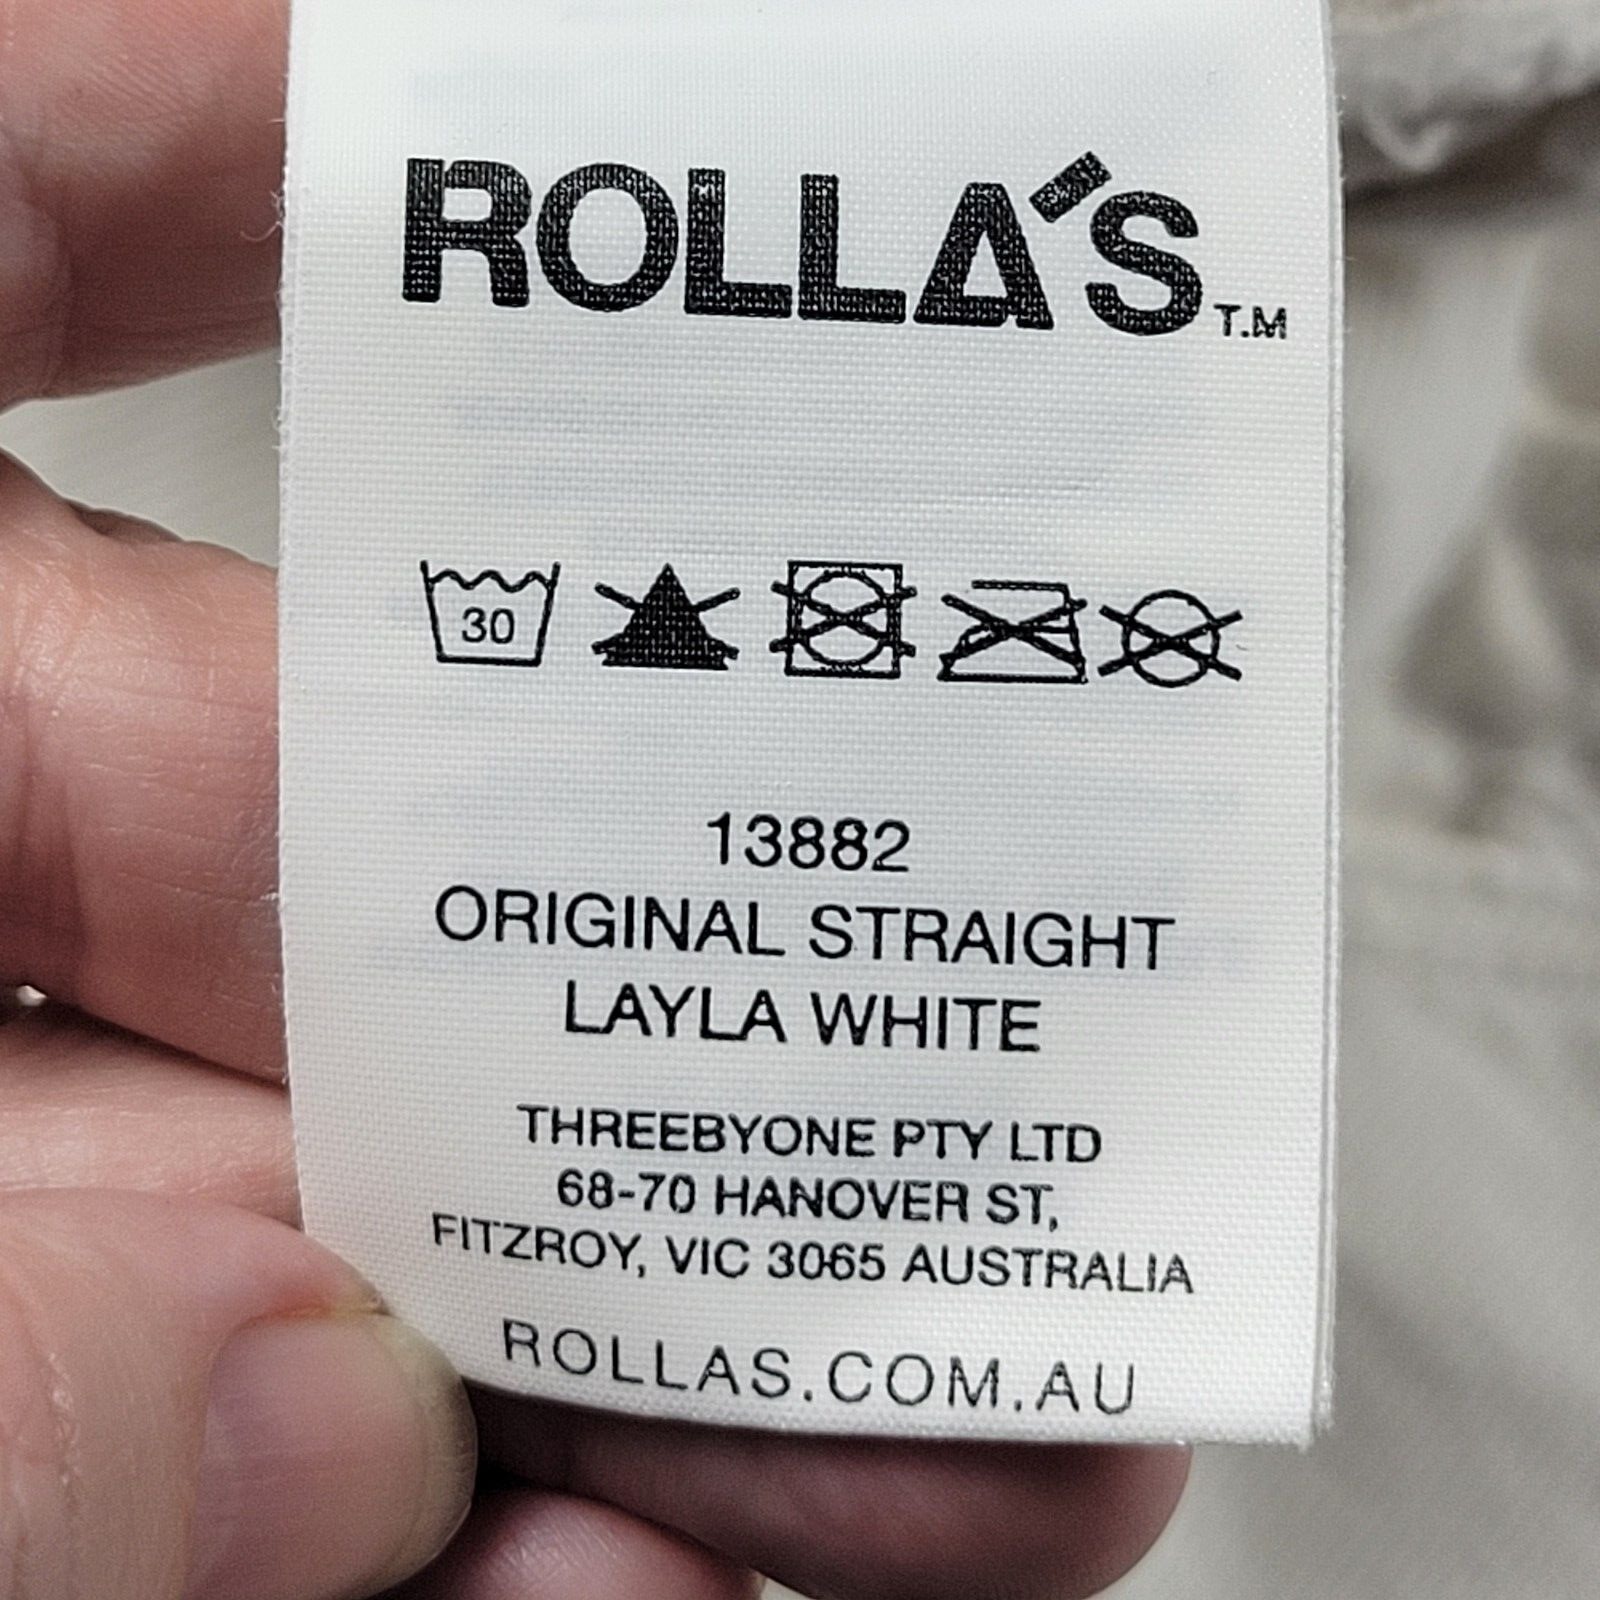 ROLLA'S T.M
30
13882
ORIGINAL STRAIGHT
LAYLA WHITE
THREEBYONE PTY LTD
68-70 HANOVER ST,
FITZROY, VIC 3065 AUSTRALIA
ROLLAS.COM.AU